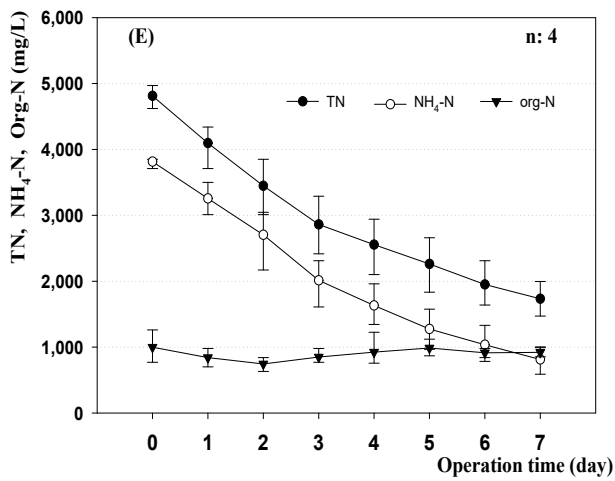 (E) n: 4
TN, NH₄-N, Org-N (mg/L)
6,000
5,000
4,000
3,000
2,000
1,000
0
TN NH₄-N org-N
0 1 2 3 4 5 6 7
Operation time (day)